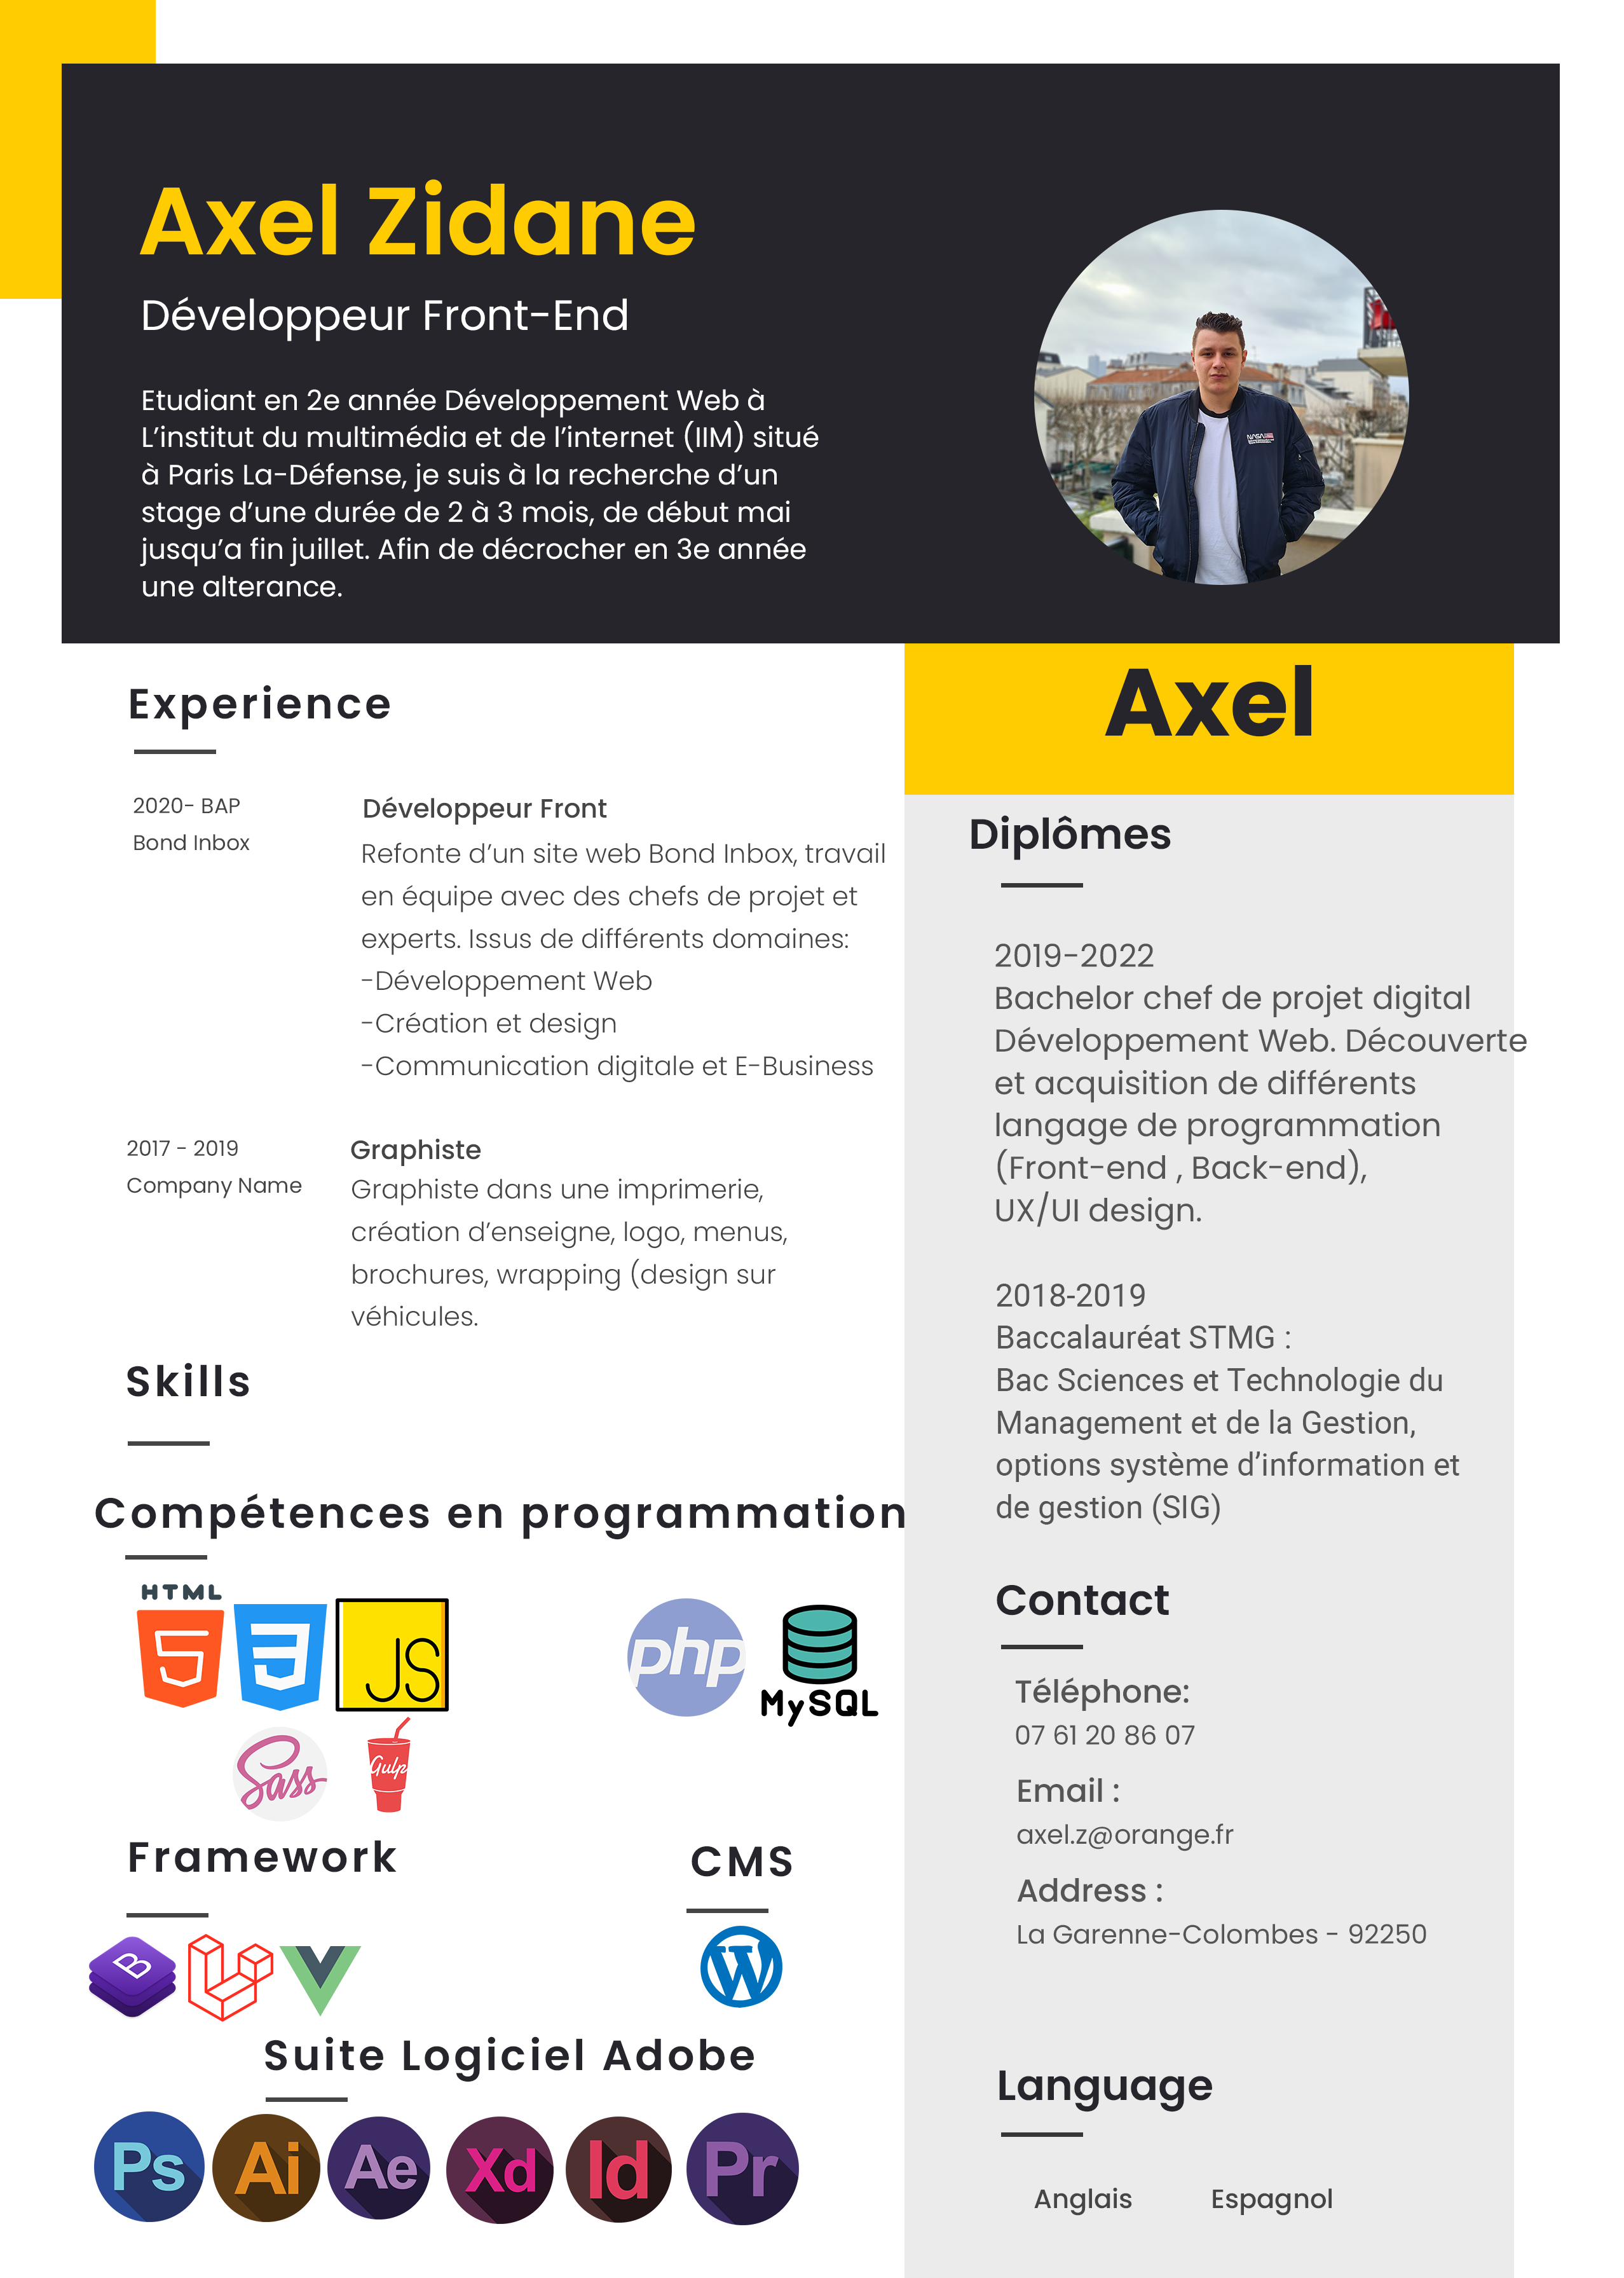 Axel Zidane
Développeur Front-End
Etudiant en 2e année Développement Web à
L’institut du multimédia et de l’internet (IIM) situé
à Paris La-Défense, je suis à la recherche d’un
stage d’une durée de 2 à 3 mois, de début mai
jusqu’a fin juillet. Afin de décrocher en 3e année
une alterance.
NASA
Experience
2020- BAP
Bond Inbox
Développeur Front
Refonte d’un site web Bond Inbox, travail
en équipe avec des chefs de projet et
experts. Issus de différents domaines:
-Développement Web
-Création et design
-Communication digitale et E-Business
2017 - 2019
Company Name
Graphiste
Graphiste dans une imprimerie,
création d’enseigne, logo, menus,
brochures, wrapping (design sur
véhicules.
Skills
Compétences en programmation
HTML
5
3
JS
php
MySQL
Sass
Gulp
Framework
B
CMS
W
Suite Logiciel Adobe
Ps
Ai
Ae
Xd
Id
Pr
Axel
Diplômes
2019-2022
Bachelor chef de projet digital
Développement Web. Découverte
et acquisition de différents
langage de programmation
(Front-end , Back-end),
UX/UI design.
2018-2019
Baccalauréat STMG :
Bac Sciences et Technologie du
Management et de la Gestion,
options système d’information et
de gestion (SIG)
Contact
Téléphone:
07 61 20 86 07
Email :
axel.z@orange.fr
Address :
La Garenne-Colombes - 92250
Language
Anglais Espagnol